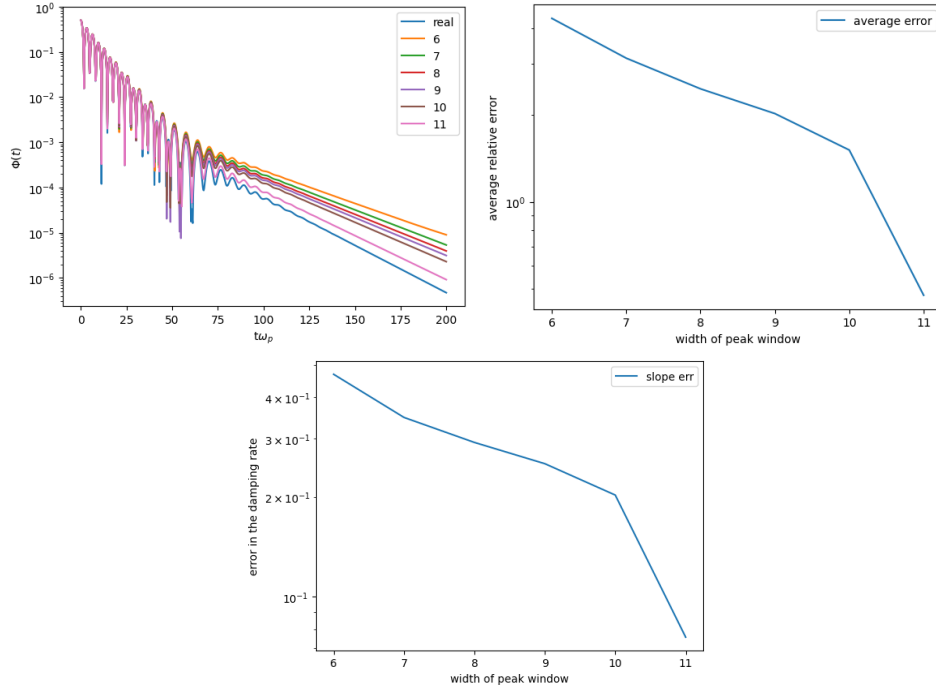 Φ(t)
10⁰
10⁻¹
10⁻²
10⁻³
10⁻⁴
10⁻⁵
10⁻⁶
real
6
7
8
9
10
11
0 25 50 75 100 125 150 175 200
tωₚ
average relative error
10⁰
average error
6 7 8 9 10 11
width of peak window
error in the damping rate
4 × 10⁻¹
3 × 10⁻¹
2 × 10⁻¹
10⁻¹
slope err
6 7 8 9 10 11
width of peak window